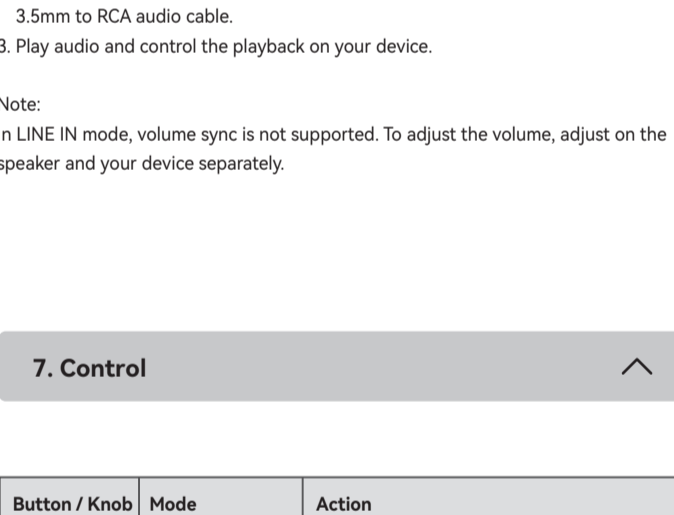 3.5mm to RCA audio cable.
3. Play audio and control the playback on your device.
Note:
n LINE IN mode, volume sync is not supported. To adjust the volume, adjust on the
speaker and your device separately.
7. Control
Button / Knob Mode Action